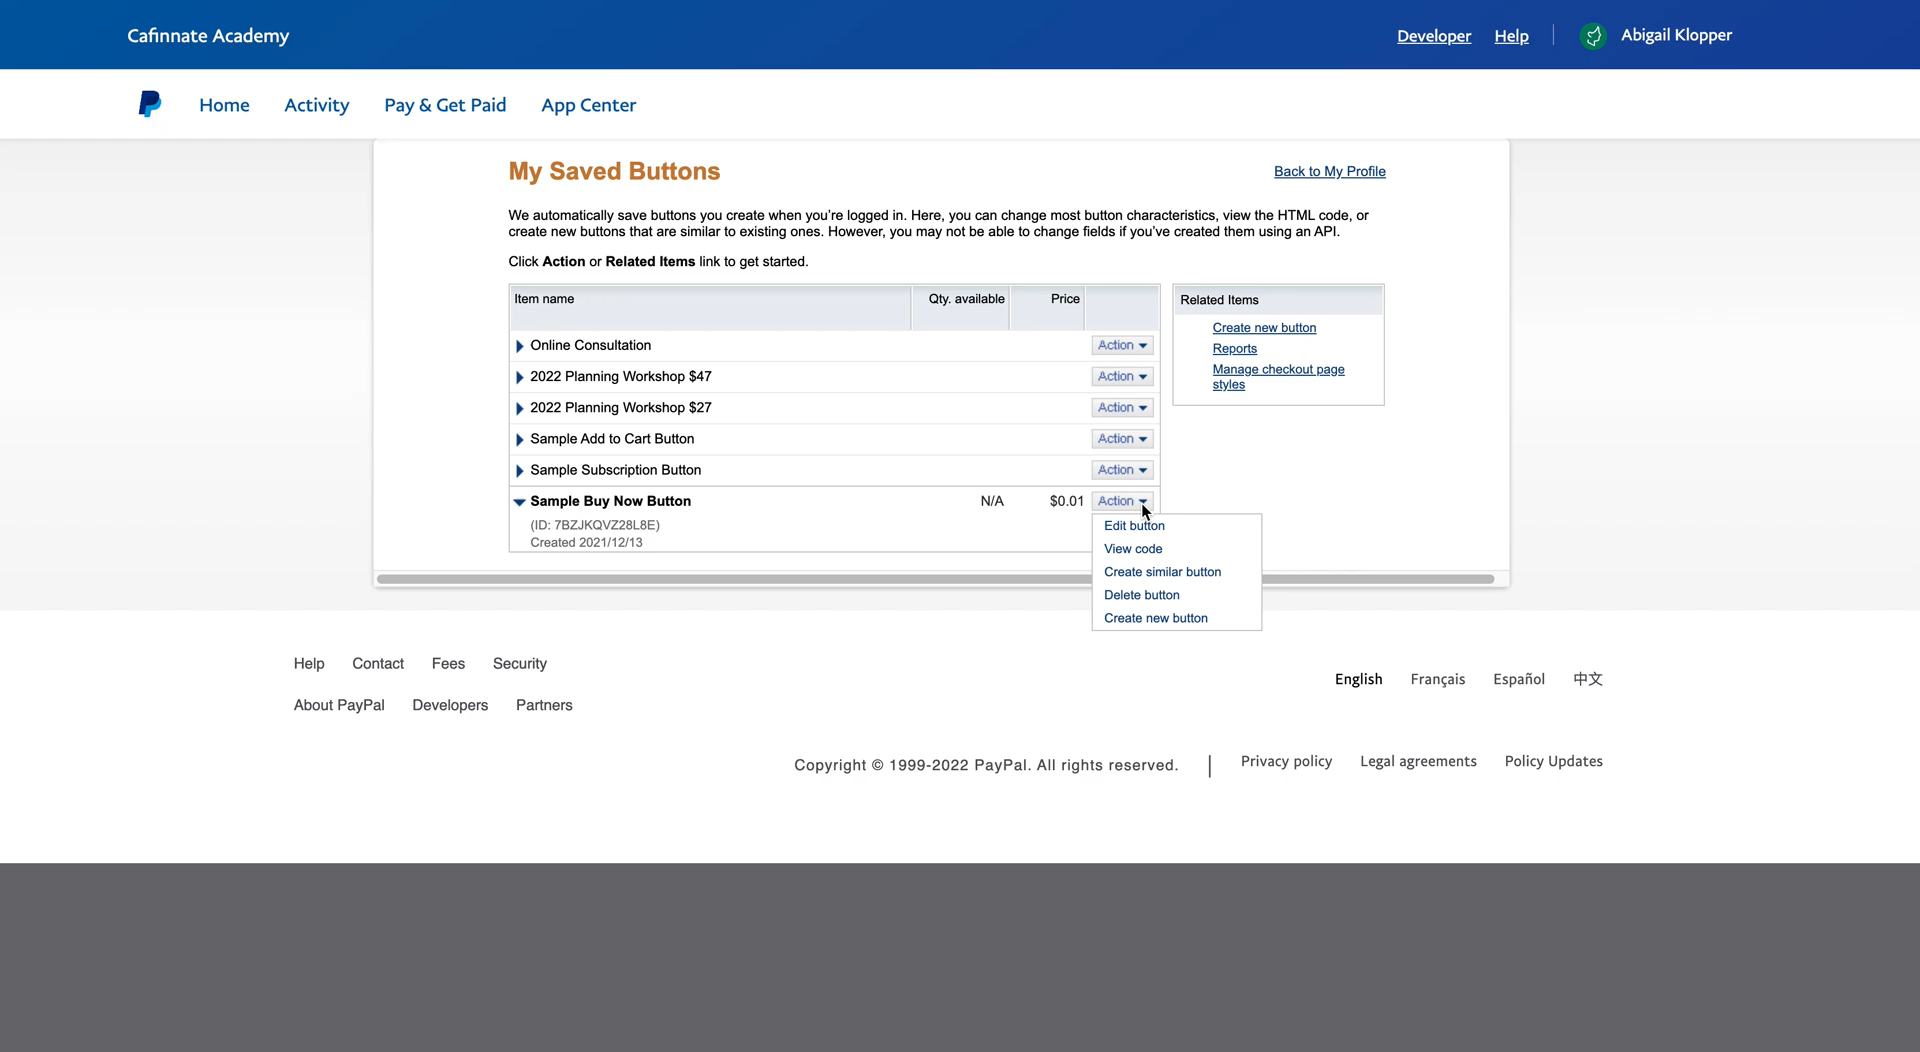 Cafinnate Academy
Developer Help Abigail Klopper
Home Activity Pay & Get Paid App Center
My Saved Buttons
Back to My Profile
We automatically save buttons you create when you're logged in. Here, you can change most button characteristics, view the HTML code, or
create new buttons that are similar to existing ones. However, you may not be able to change fields if you've created them using an API.
Click Action or Related Items link to get started.
Item name Qty. available Price
Online Consultation Action
2022 Planning Workshop $47 Action
2022 Planning Workshop $27 Action
Sample Add to Cart Button Action
Sample Subscription Button Action
Sample Buy Now Button N/A $0.01 Action
(ID: 7BZJKQVZ28L8E)
Created 2021/12/13
Edit button
View code
Create similar button
Delete button
Create new button
Related Items
Create new button
Reports
Manage checkout page
styles
Help Contact Fees Security
About PayPal Developers Partners
English Français Español 中文
Copyright © 1999-2022 PayPal. All rights reserved. | Privacy policy Legal agreements Policy Updates